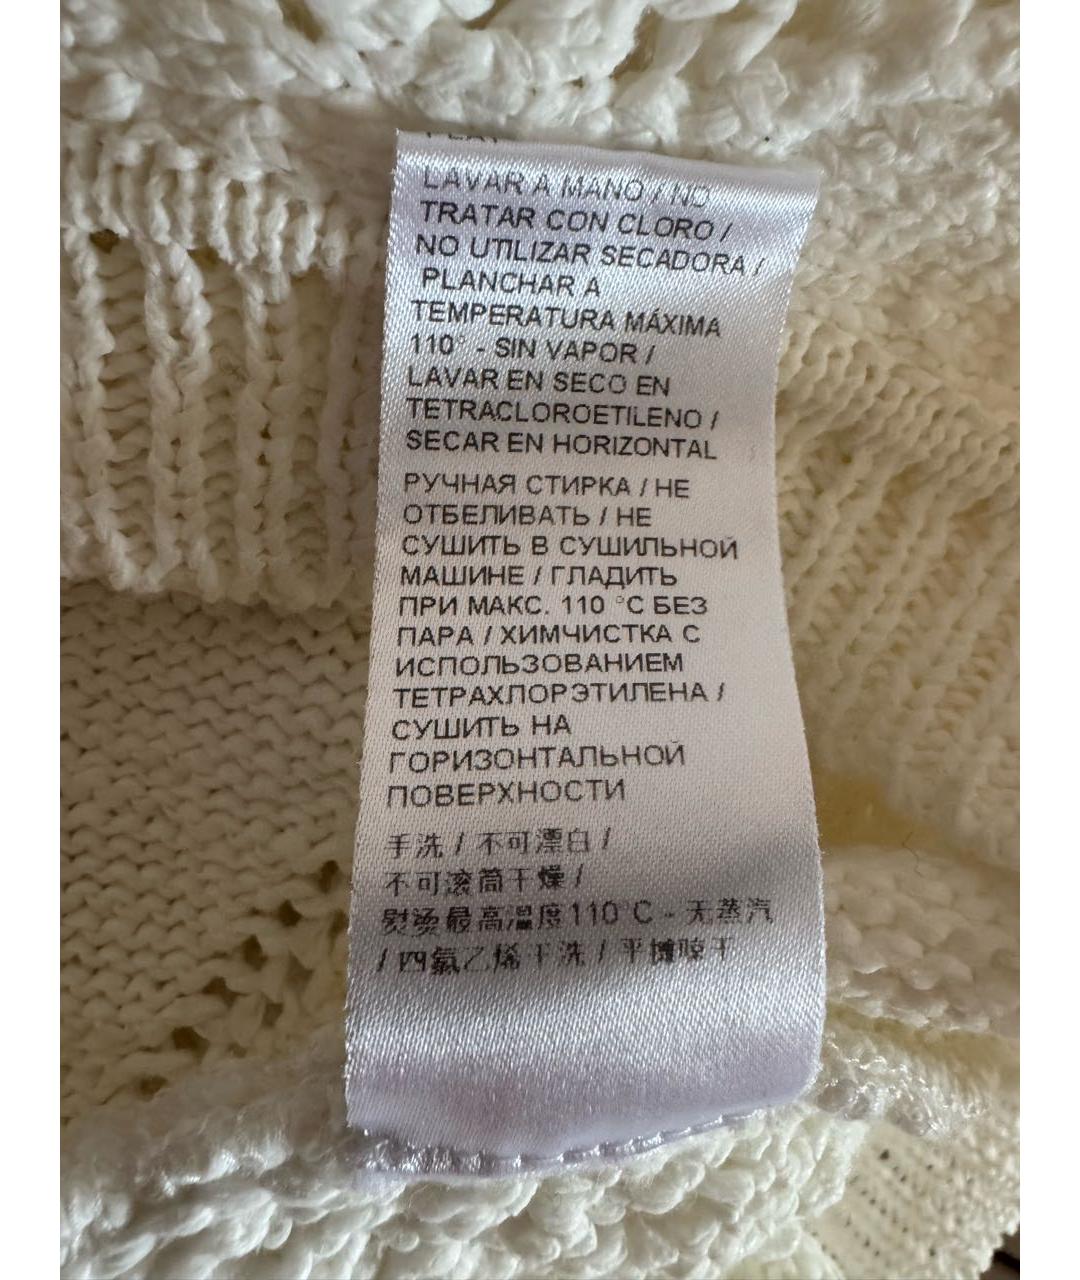 LAVAR A MANO / NO
TRATAR CON CLORO /
NO UTILIZAR SECADORA /
PLANCHAR A
TEMPERATURA MÁXIMA
110° - SIN VAPOR /
LAVAR EN SECO EN
TETRACLOROETILENO /
SECAR EN HORIZONTAL
РУЧНАЯ СТИРКА / НЕ
ОТБЕЛИВАТЬ / НЕ
СУШИТЬ В СУШИЛЬНОЙ
МАШИНЕ / ГЛАДИТЬ
ПРИ МАКС. 110 °C БЕЗ
ПАРА / ХИМЧИСТКА С
ИСПОЛЬЗОВАНИЕМ
ТЕТРАХЛОРЭТИЛЕНА /
СУШИТЬ НА
ГОРИЗОНТАЛЬНОЙ
ПОВЕРХНОСТИ
手洗 / 不可漂白 /
不可滚筒干燥 /
熨烫最高温度110°C - 无蒸汽
/ 四氯乙烯干洗 / 平摊晾干